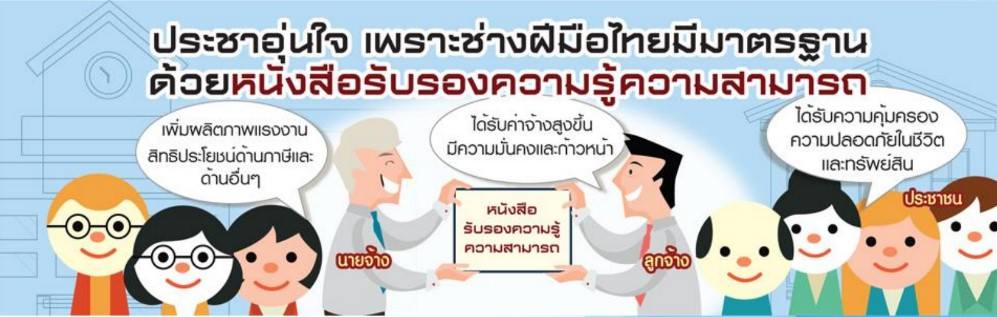 ประชาอุ่นใจ เพราะช่างฝีมือไทยมีมาตรฐาน
ด้วยหนังสือรับรองความรู้ความสามารถ
เพิ่มผลิตภาพแรงงาน
สิทธิประโยชน์ด้านภาษีและ
ด้านอื่นๆ
ได้รับค่าจ้างสูงขึ้น
มีความมั่นคงและก้าวหน้า
ได้รับความคุ้มครอง
ความปลอดภัยในชีวิต
และทรัพย์สิน
นายจ้าง
หนังสือ
รับรองความรู้
ความสามารถ
ลูกจ้าง
ประชาชน